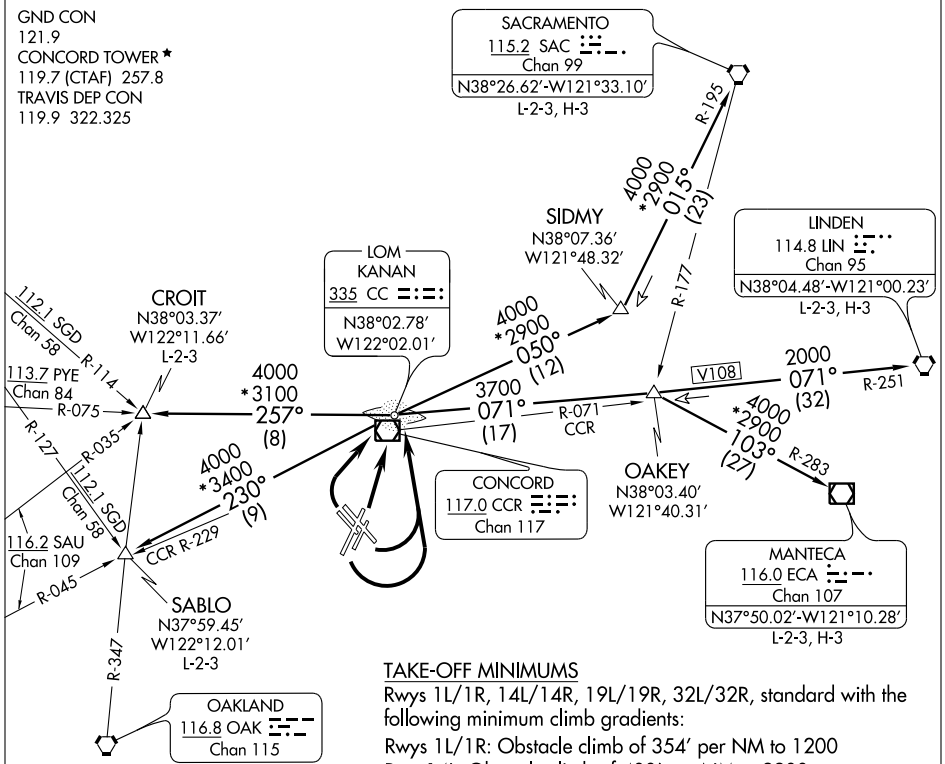 GND CON
121.9
CONCORD TOWER ★
119.7 (CTAF) 257.8
TRAVIS DEP CON
119.9 322.325
SACRAMENTO
115.2 SAC
Chan 99
N38°26.62′-W121°33.10′
L-2-3, H-3
R-195
4000
*2900
015°
(23)
SIDMY
N38°07.36′
W121°48.32′
R-177
LINDEN
114.8 LIN
Chan 95
N38°04.48′-W121°00.23′
L-2-3, H-3
LOM
KANAN
335 CC
N38°02.78′
W122°02.01′
CROIT
N38°03.37′
W122°11.66′
L-2-3
112.1 SGD
Chan 58
R-114
113.7 PYE
Chan 84
R-075
R-035
R-127
112.1 SGD
Chan 58
4000
*3100
257°
(8)
4000
*2900
050°
(12)
3700
071°
(17)
R-071
CCR
V108
2000
071°
(32)
R-251
4000
*2900
103°
(27)
R-283
4000
*3400
230°
(9)
CCR R-229
CONCORD
117.0 CCR
Chan 117
OAKEY
N38°03.40′
W121°40.31′
116.2 SAU
Chan 109
R-045
SABLO
N37°59.45′
W122°12.01′
L-2-3
MANTECA
116.0 ECA
Chan 107
N37°50.02′-W121°10.28′
L-2-3, H-3
R-347
OAKLAND
116.8 OAK
Chan 115
TAKE-OFF MINIMUMS
Rwys 1L/1R, 14L/14R, 19L/19R, 32L/32R, standard with the
following minimum climb gradients:
Rwys 1L/1R: Obstacle climb of 354′ per NM to 1200